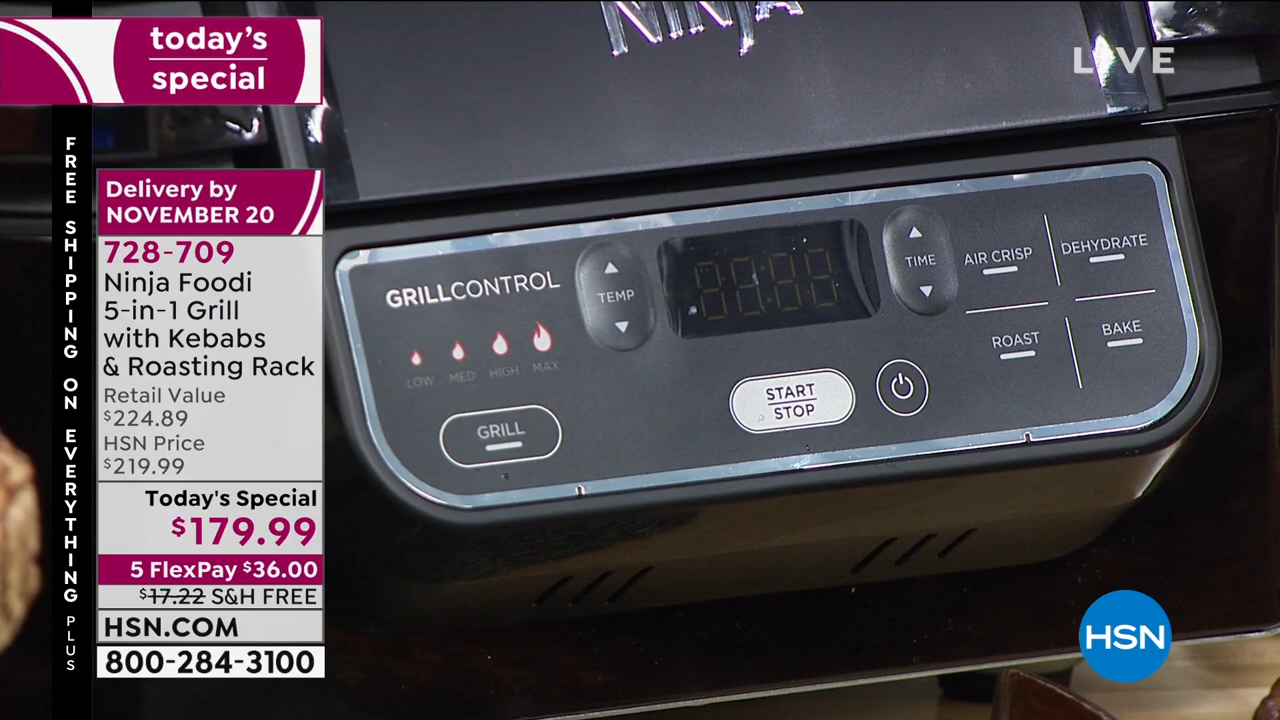 today's
special
FREE SHIPPING ON EVERYTHING PLUS
Delivery by
NOVEMBER 20
728-709
Ninja Foodi
5-in-1 Grill
with Kebabs
& Roasting Rack
Retail Value
$224.89
HSN Price
$219.99
Today's Special
$179.99
5 FlexPay $36.00
$17.22 S&H FREE
HSN.COM
800-284-3100
NINJA
LIVE
GRILLCONTROL
LOW MED HIGH MAX
GRILL
TEMP
TIME
START
STOP
AIR CRISP
DEHYDRATE
ROAST
BAKE
HSN